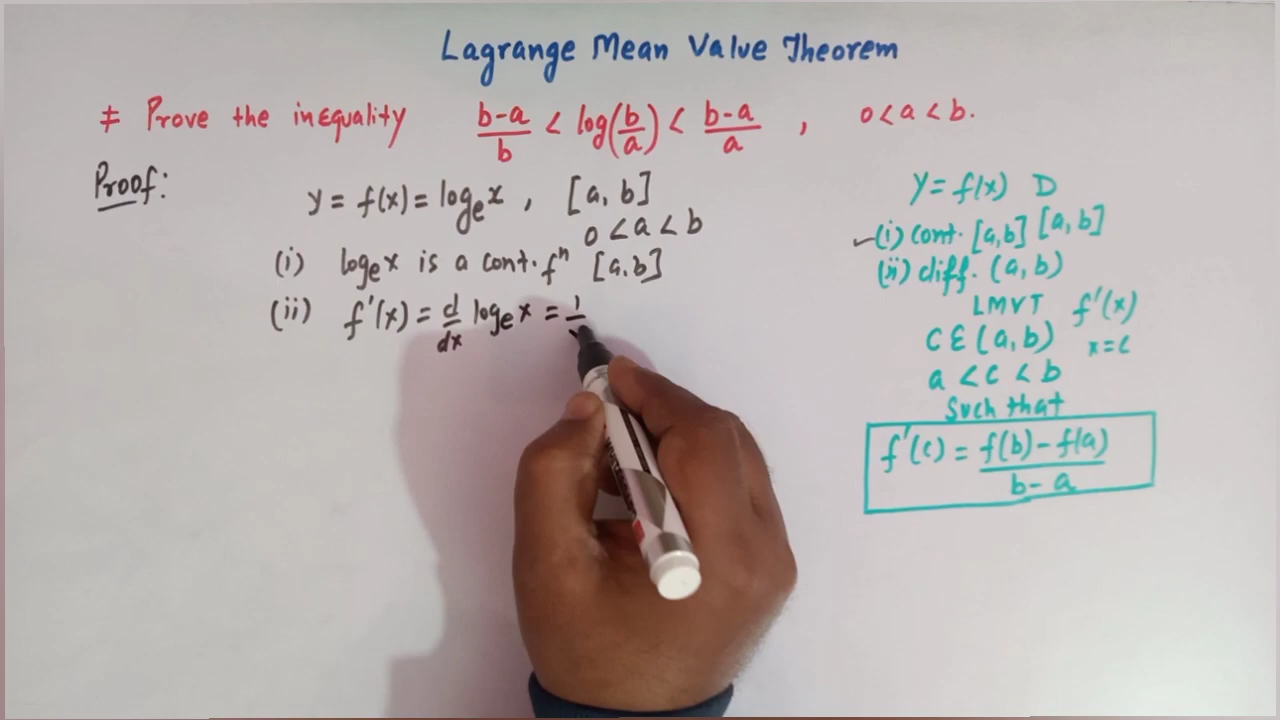 Lagrange Mean Value Theorem
# Prove the inequality (b-a)/b < log(b/a) < (b-a)/a , 0<a<b.
Proof:
y = f(x) = logₑx , [a, b]
0<a<b
(i) logₑx is a cont. fⁿ [a,b]
(ii) f'(x) = d/dx logₑx = 1/
y = f(x) D
(i) cont. [a,b] [a,b]
(ii) diff. (a,b)
LMVT f'(x)
C∈(a,b) x=c
a<c<b
Such that
f'(c) = (f(b)-f(a))/(b-a)